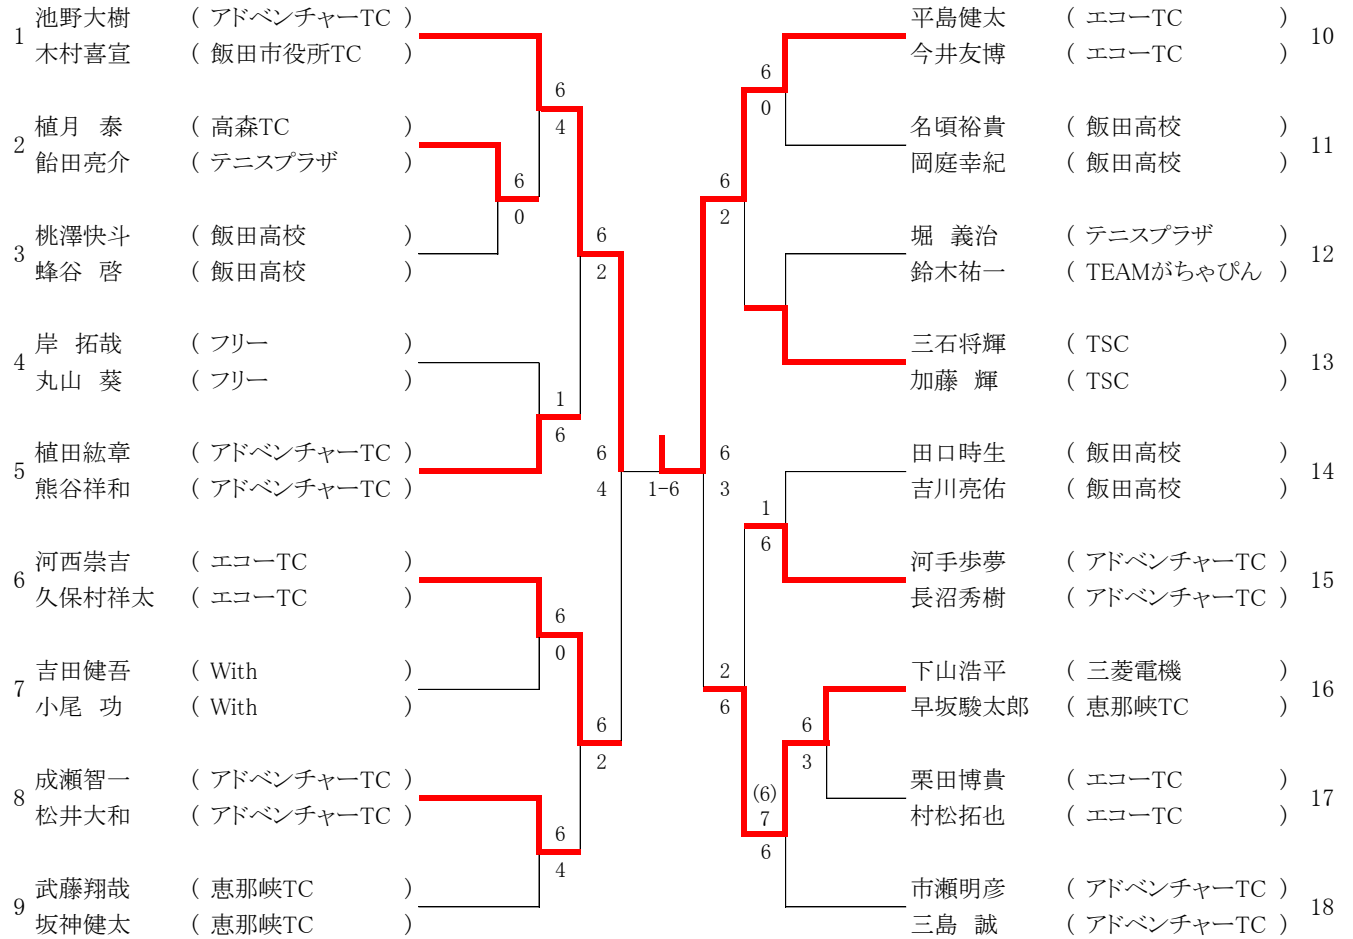 1
池野大樹 ( アドベンチャーTC )
木村喜宣 ( 飯田市役所TC )
2
植月 泰 ( 高森TC )
飴田亮介 ( テニスプラザ )
3
桃澤快斗 ( 飯田高校 )
蜂谷 啓 ( 飯田高校 )
4
岸 拓哉 ( フリー )
丸山 葵 ( フリー )
5
植田紘章 ( アドベンチャーTC )
熊谷祥和 ( アドベンチャーTC )
6
河西崇吉 ( エコーTC )
久保村祥太 ( エコーTC )
7
吉田健吾 ( With )
小尾 功 ( With )
8
成瀬智一 ( アドベンチャーTC )
松井大和 ( アドベンチャーTC )
9
武藤翔哉 ( 恵那峡TC )
坂神健太 ( 恵那峡TC )
6
4
6
0
6
2
1
6
6
4
6
0
6
2
6
4
1-6
6
0
6
2
6
3
1
6
2
6
6
3
(6)
7
6
平島健太 ( エコーTC )
今井友博 ( エコーTC )
10
名頃裕貴 ( 飯田高校 )
岡庭幸紀 ( 飯田高校 )
11
堀 義治 ( テニスプラザ )
鈴木祐一 ( TEAMがちゃぴん )
12
三石将輝 ( TSC )
加藤 輝 ( TSC )
13
田口時生 ( 飯田高校 )
吉川亮佑 ( 飯田高校 )
14
河手歩夢 ( アドベンチャーTC )
長沼秀樹 ( アドベンチャーTC )
15
下山浩平 ( 三菱電機 )
早坂駿太郎 ( 恵那峡TC )
16
栗田博貴 ( エコーTC )
村松拓也 ( エコーTC )
17
市瀬明彦 ( アドベンチャーTC )
三島 誠 ( アドベンチャーTC )
18